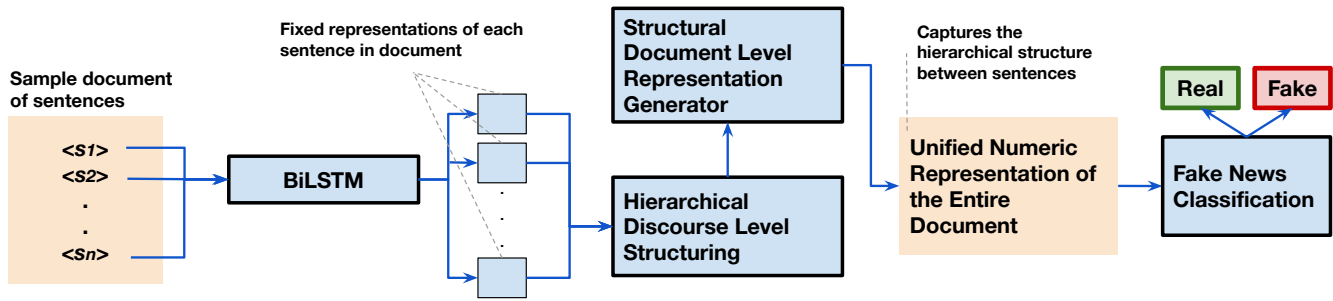 Sample document
of sentences
<s1>
<s2>
.
.
<sn>
BiLSTM
Fixed representations of each
sentence in document
.
.
.
Structural
Document Level
Representation
Generator
Hierarchical
Discourse Level
Structuring
Captures the
hierarchical structure
between sentences
Unified Numeric
Representation of
the Entire
Document
Real
Fake
Fake News
Classification